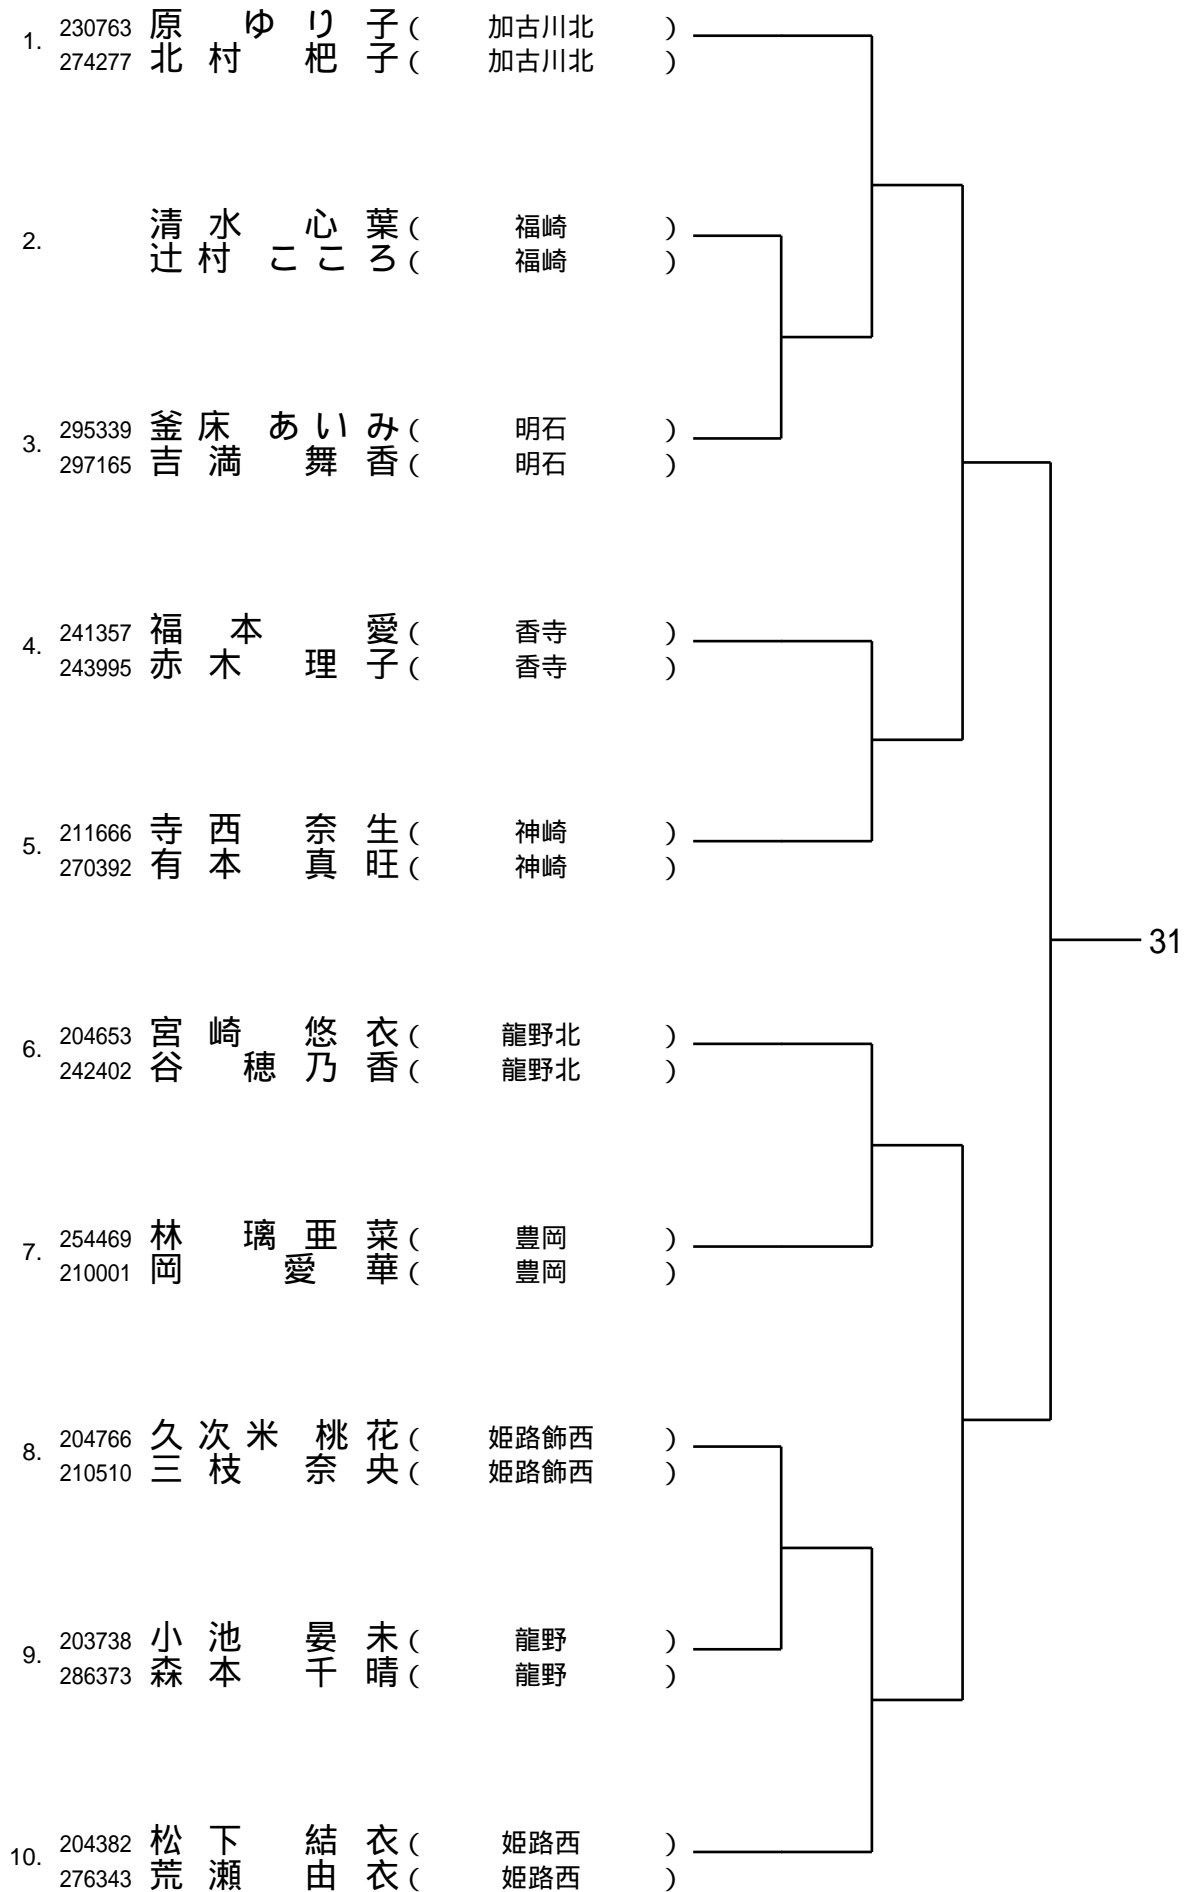 1. 230763 原 ゆり子 ( 加古川北 )
274277 北村 杷子 ( 加古川北 )
2. 清水 心葉 ( 福崎 )
辻村 こころ ( 福崎 )
3. 295339 釜床 あいみ ( 明石 )
297165 吉満 舞香 ( 明石 )
4. 241357 福本 愛 ( 香寺 )
243995 赤木 理子 ( 香寺 )
5. 211666 寺西 奈生 ( 神崎 )
270392 有本 真旺 ( 神崎 )
31
6. 204653 宮崎 悠衣 ( 龍野北 )
242402 谷 穂乃香 ( 龍野北 )
7. 254469 林 璃亜菜 ( 豊岡 )
210001 岡 愛華 ( 豊岡 )
8. 204766 久次米 桃花 ( 姫路飾西 )
210510 三枝 奈央 ( 姫路飾西 )
9. 203738 小池 晏未 ( 龍野 )
286373 森本 千晴 ( 龍野 )
10. 204382 松下 結衣 ( 姫路西 )
276343 荒瀬 由衣 ( 姫路西 )